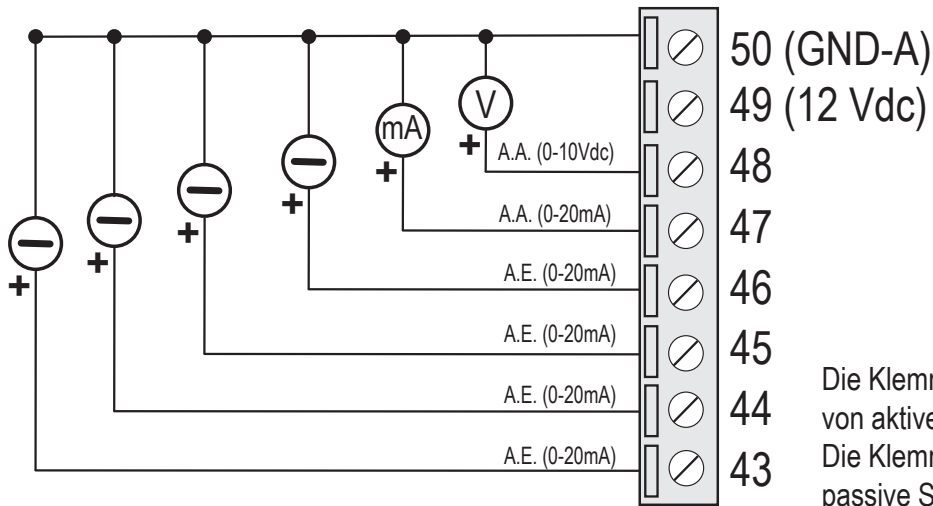 50 (GND-A)
49 (12 Vdc)
V
mA
+
+
A.A. (0-10Vdc)
48
+
A.A. (0-20mA)
47
+
+
A.E. (0-20mA)
46
+
A.E. (0-20mA)
45
A.E. (0-20mA)
44
A.E. (0-20mA)
43
Die Klemm
von aktive
Die Klemm
passive S